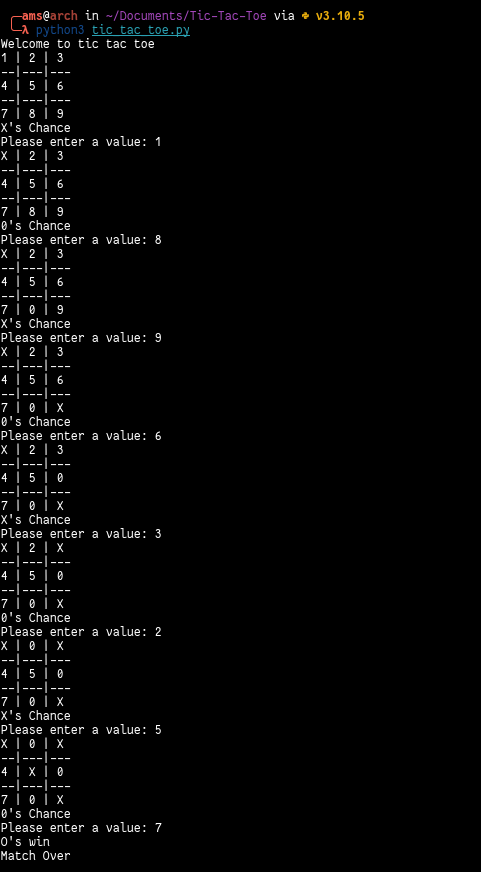 ams@arch in ~/Documents/Tic-Tac-Toe via v3.10.5
λ python3 tic_tac_toe.py
Welcome to tic tac toe
1 | 2 | 3
--|---|---
4 | 5 | 6
--|---|---
7 | 8 | 9
X's Chance
Please enter a value: 1
X | 2 | 3
--|---|---
4 | 5 | 6
--|---|---
7 | 8 | 9
0's Chance
Please enter a value: 8
X | 2 | 3
--|---|---
4 | 5 | 6
--|---|---
7 | 0 | 9
X's Chance
Please enter a value: 9
X | 2 | 3
--|---|---
4 | 5 | 6
--|---|---
7 | 0 | X
0's Chance
Please enter a value: 6
X | 2 | 3
--|---|---
4 | 5 | 0
--|---|---
7 | 0 | X
X's Chance
Please enter a value: 3
X | 2 | X
--|---|---
4 | 5 | 0
--|---|---
7 | 0 | X
0's Chance
Please enter a value: 2
X | 0 | X
--|---|---
4 | 5 | 0
--|---|---
7 | 0 | X
X's Chance
Please enter a value: 5
X | 0 | X
--|---|---
4 | X | 0
--|---|---
7 | 0 | X
0's Chance
Please enter a value: 7
O's win
Match Over